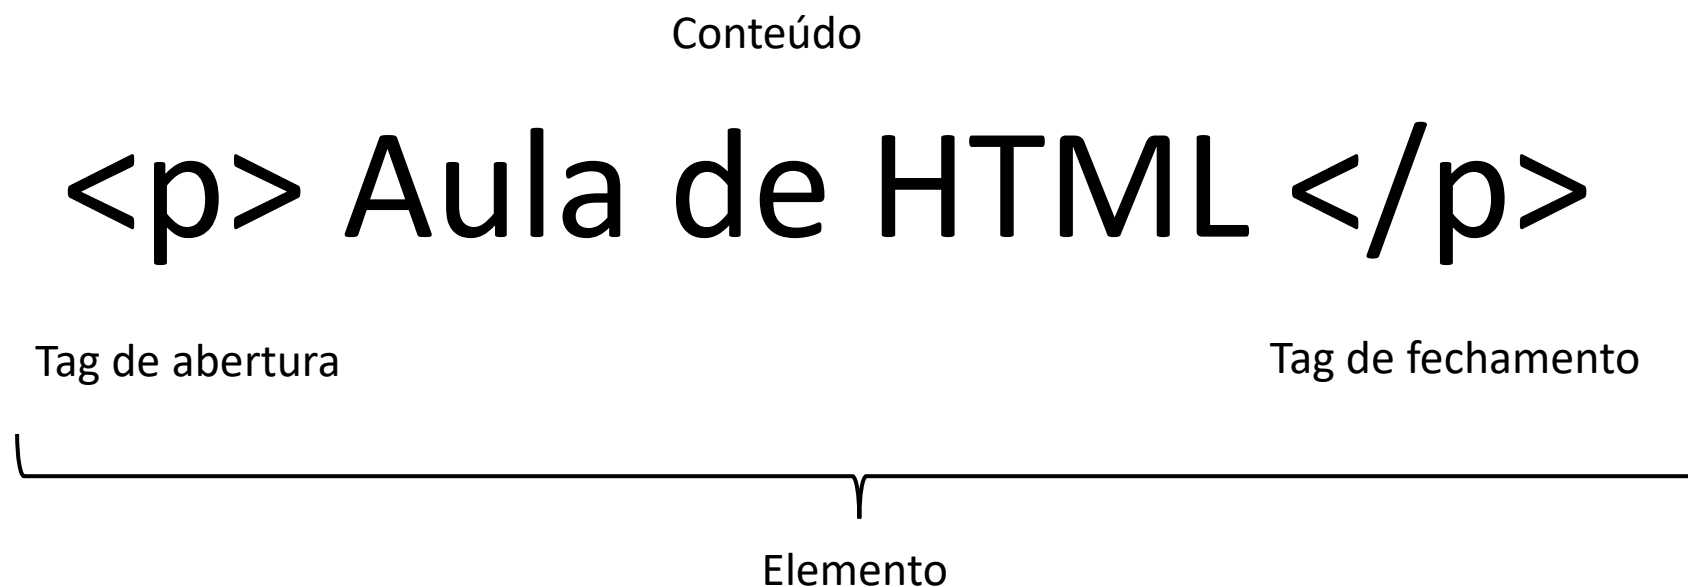 Conteúdo
<p> Aula de HTML </p>
Tag de abertura
Tag de fechamento
Elemento